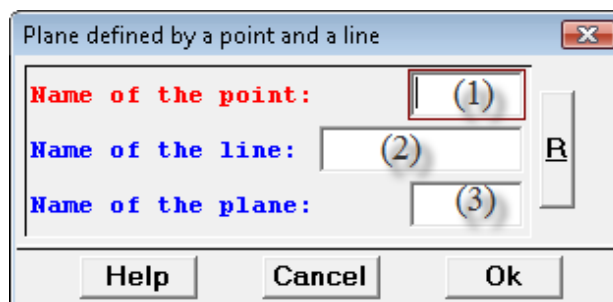 Plane defined by a point and a line
Name of the point: (1)
Name of the line: (2)
R
Name of the plane: (3)
Help Cancel Ok